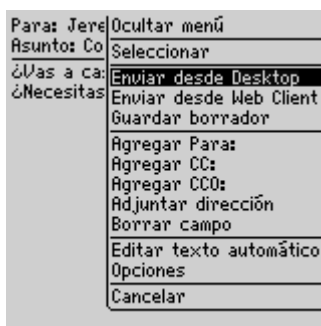 Para: Jere
Asunto: Co
¿Vas a ca
¿Necesitas
Ocultar menú
Seleccionar
Enviar desde Desktop
Enviar desde Web Client
Guardar borrador
Agregar Para:
Agregar CC:
Agregar CCO:
Adjuntar dirección
Borrar campo
Editar texto automático
Opciones
Cancelar